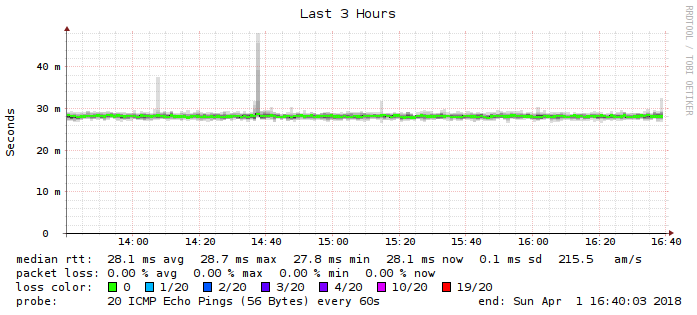 Last 3 Hours
RRDTOOL / TOBI OETIKER
Seconds
40 m
30 m
20 m
10 m
0
14:00 14:20 14:40 15:00 15:20 15:40 16:00 16:20 16:40
median rtt: 28.1 ms avg 28.7 ms max 27.8 ms min 28.1 ms now 0.1 ms sd 215.5 am/s
packet loss: 0.00 % avg 0.00 % max 0.00 % min 0.00 % now
loss color: 0 1/20 2/20 3/20 4/20 10/20 19/20
probe: 20 ICMP Echo Pings (56 Bytes) every 60s end: Sun Apr 1 16:40:03 2018